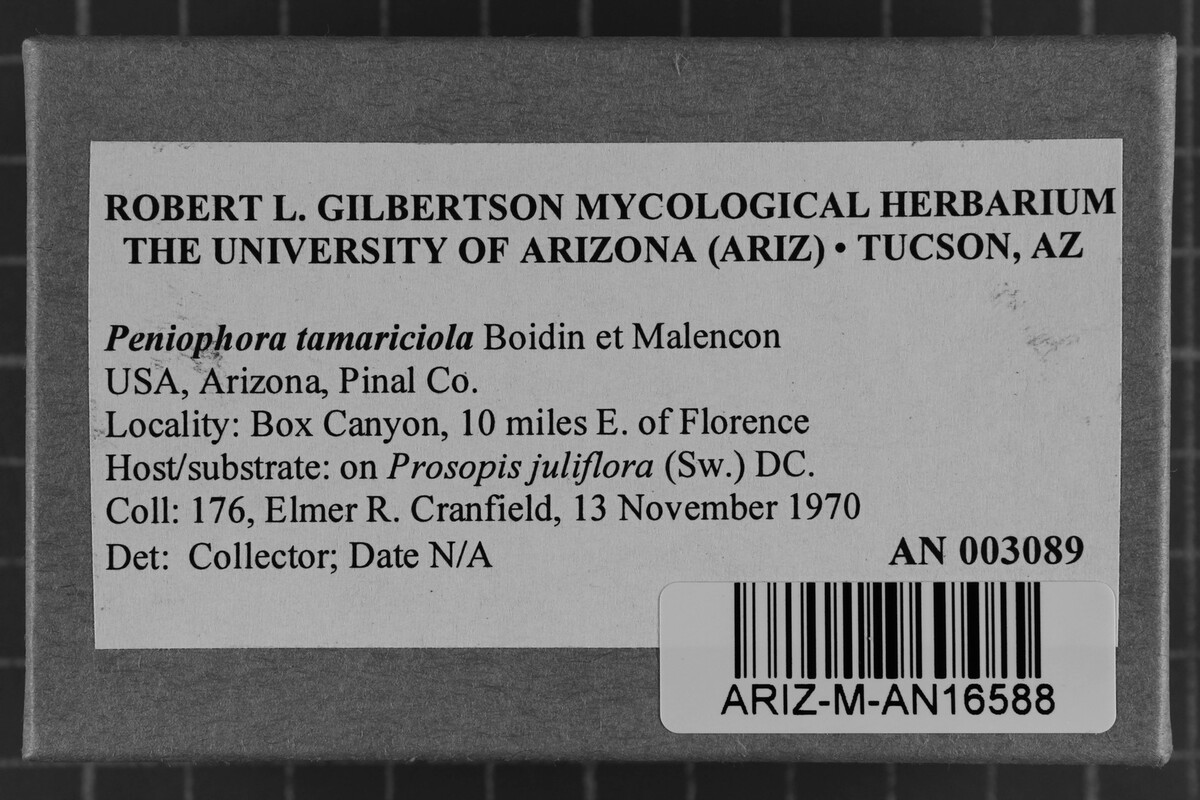 ROBERT L. GILBERTSON MYCOLOGICAL HERBARIUM
THE UNIVERSITY OF ARIZONA (ARIZ) • TUCSON, AZ
Peniophora tamariciola Boidin et Malencon
USA, Arizona, Pinal Co.
Locality: Box Canyon, 10 miles E. of Florence
Host/substrate: on Prosopis juliflora (Sw.) DC.
Coll: 176, Elmer R. Cranfield, 13 November 1970
Det: Collector; Date N/A
AN 003089
ARIZ-M-AN16588